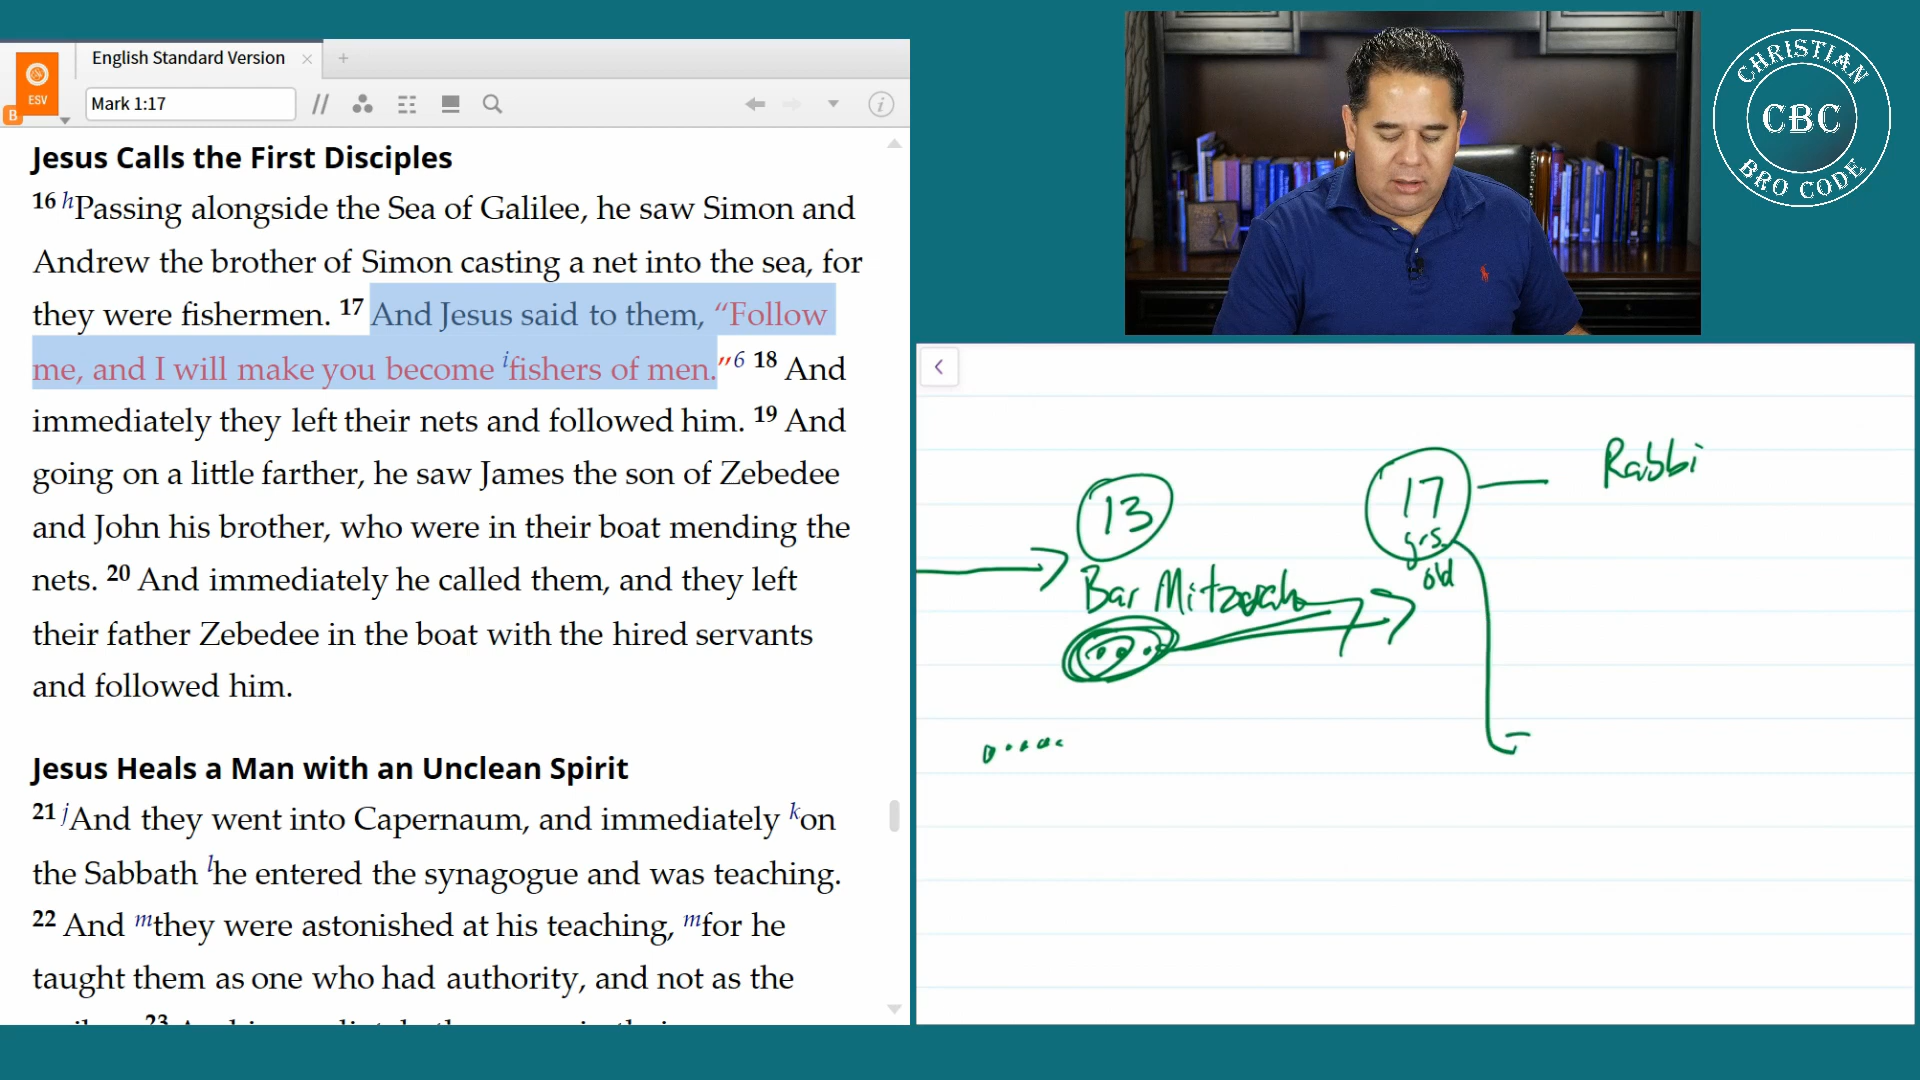 English Standard Version
ESV
B
Mark 1:17
Jesus Calls the First Disciples
16 hPassing alongside the Sea of Galilee, he saw Simon and
Andrew the brother of Simon casting a net into the sea, for
they were fishermen. 17 And Jesus said to them, “Follow
me, and I will make you become ifishers of men.”6 18 And
immediately they left their nets and followed him. 19 And
going on a little farther, he saw James the son of Zebedee
and John his brother, who were in their boat mending the
nets. 20 And immediately he called them, and they left
their father Zebedee in the boat with the hired servants
and followed him.
Jesus Heals a Man with an Unclean Spirit
21 jAnd they went into Capernaum, and immediately kon
the Sabbath lhe entered the synagogue and was teaching.
22 And mthey were astonished at his teaching, mfor he
taught them as one who had authority, and not as the
23
CHRISTIAN
CBC
BRO CODE
13
17
yrs
old
Rabbi
Bar Mitzvah